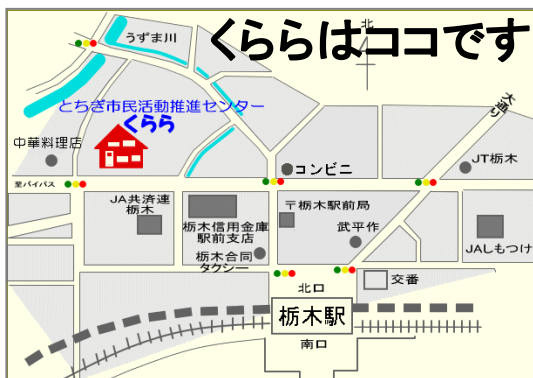 くららはココです
北
うずま川
大通り
とちぎ市民活動推進センター
くらら
中華料理店
コンビニ
JT栃木
至バイパス
JA共済連
栃木
栃木信用金庫
駅前支店
〒栃木駅前局
武平作
JAしもつけ
栃木合同
タクシー
北口
交番
栃木駅
南口